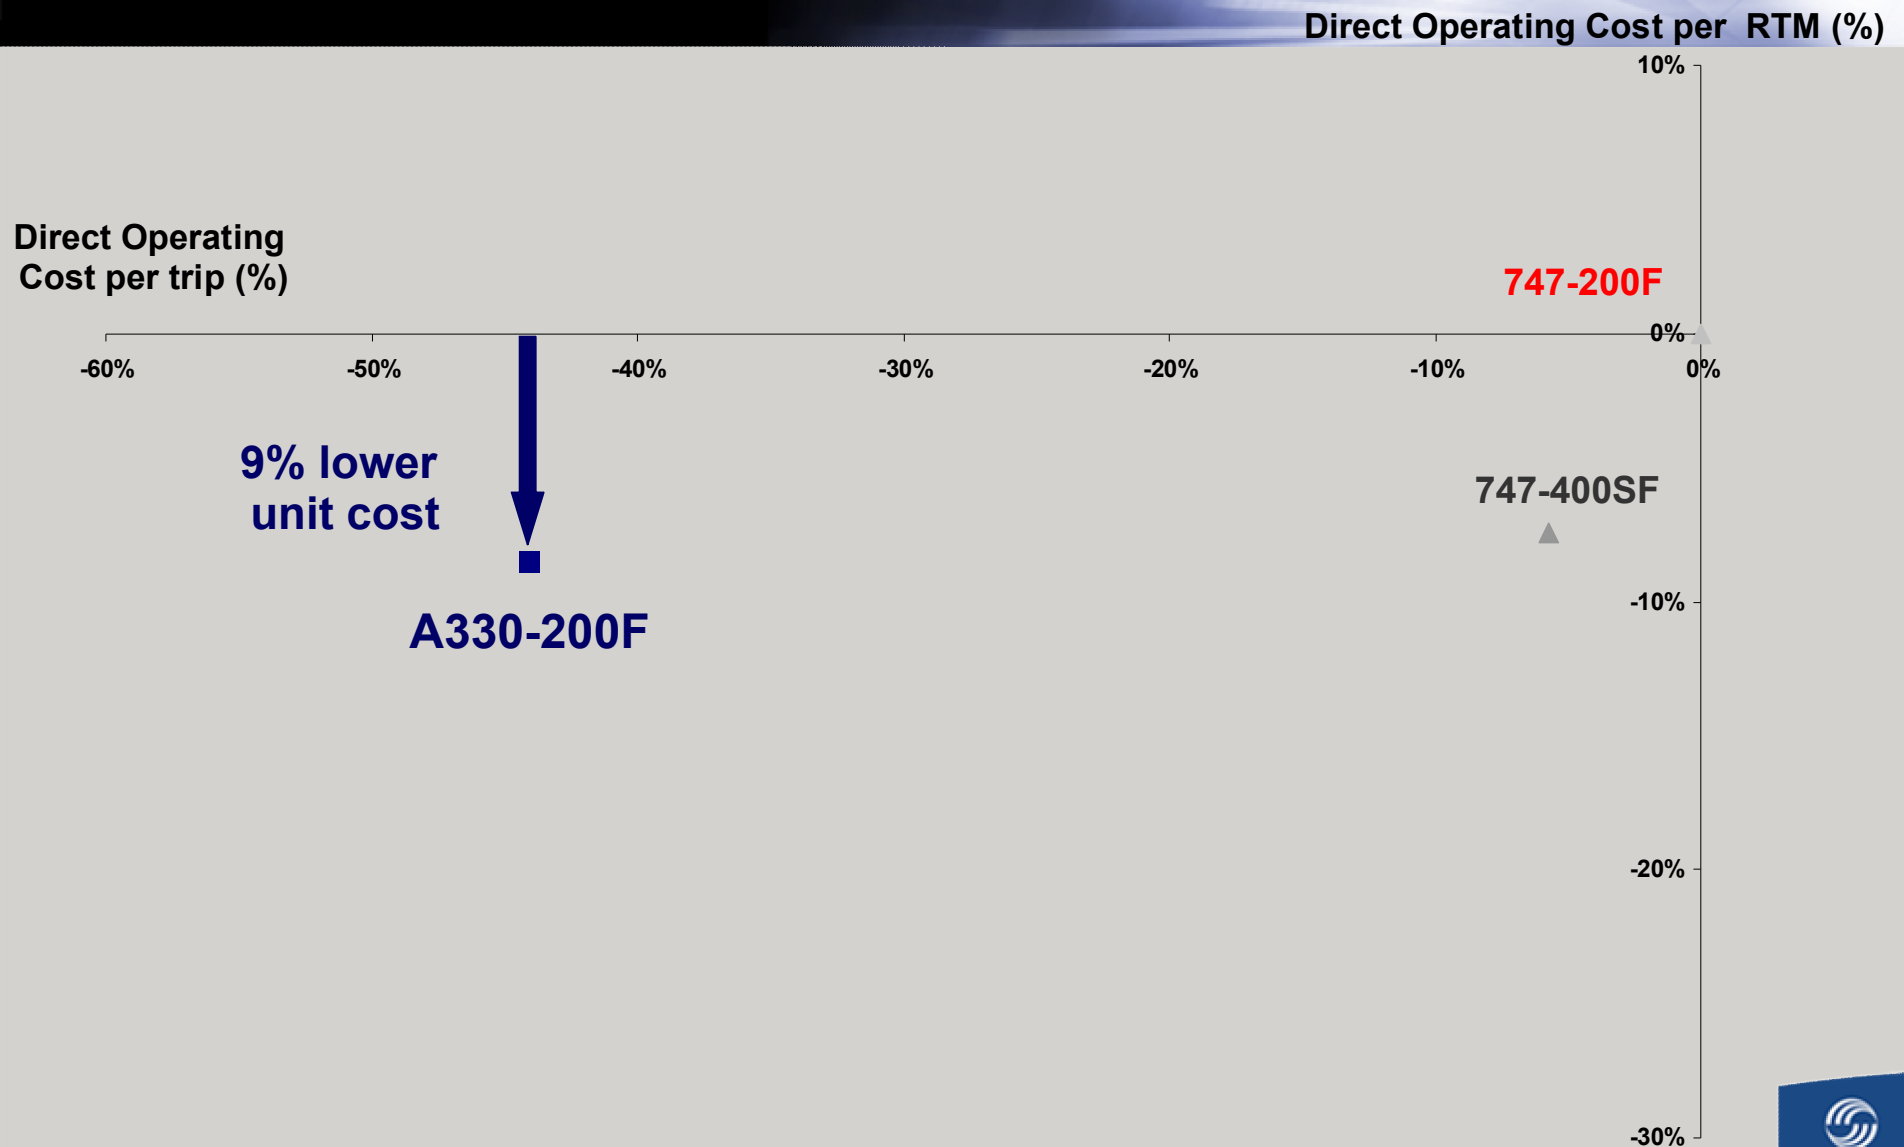 Direct Operating Cost per RTM (%)
10%
Direct Operating
Cost per trip (%)
747-200F
0%
-60%
-50%
-40%
-30%
-20%
-10%
0%
9% lower
unit cost
747-400SF
A330-200F
-10%
-20%
-30%